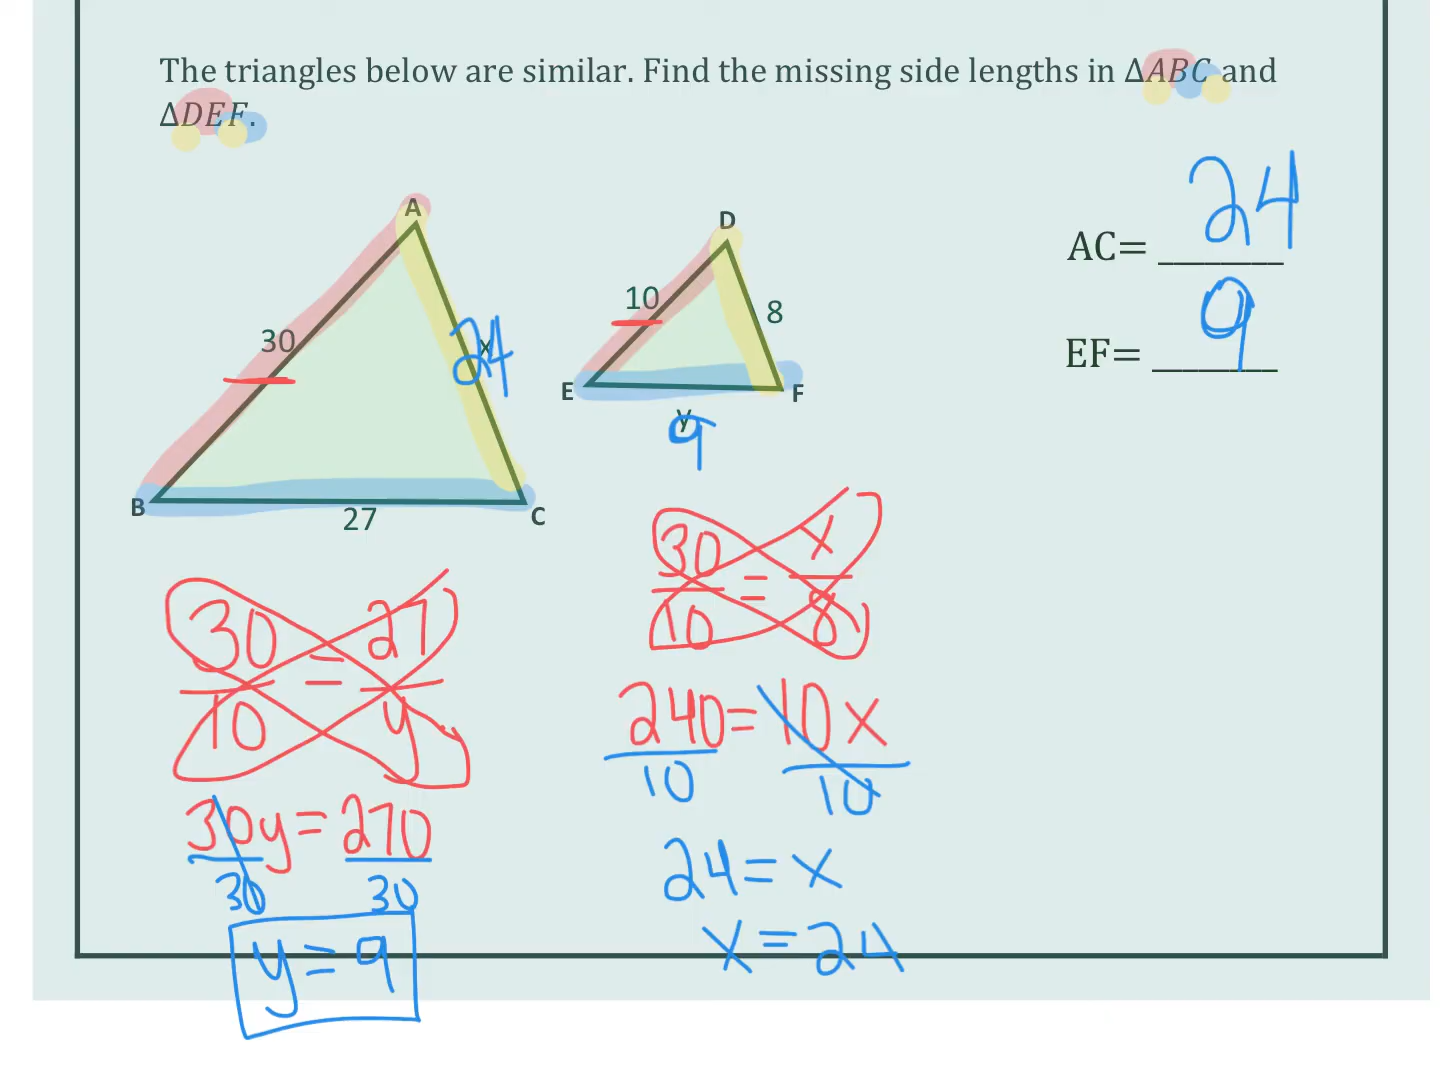 The triangles below are similar. Find the missing side lengths in ΔABC and
ΔDEF.
A
30
x
24
B
27
C
D
10
8
E
F
y
9
AC= ________ 24
EF= ________ 9
30/10 = 27/y
30y = 270
30 30
y = 9
30/10 = x/8
240 = 10x
10 10
24 = x
x = 24